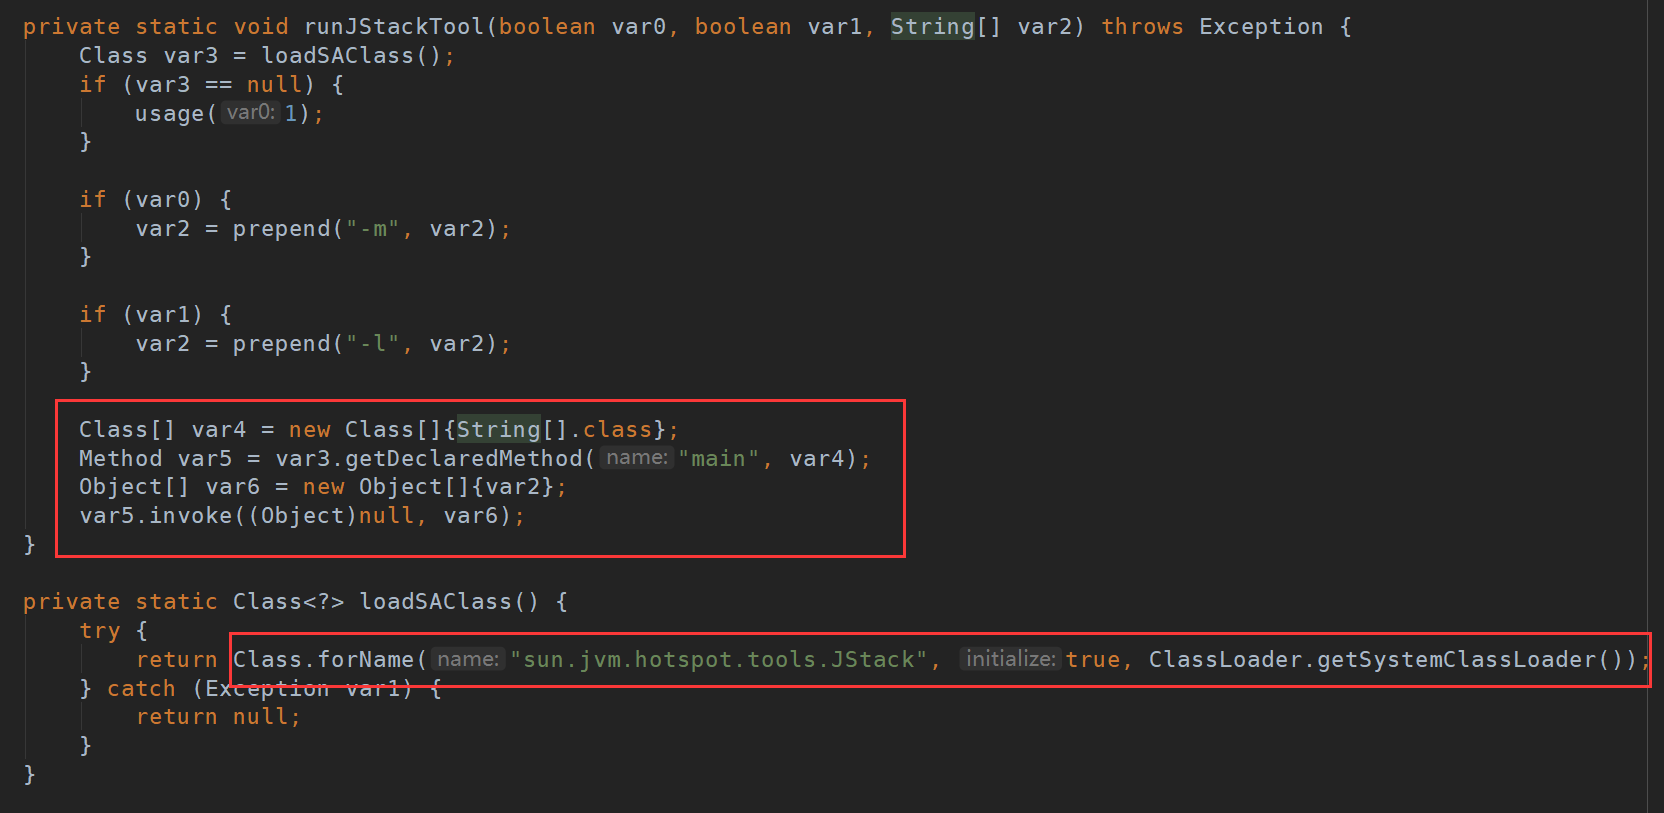 private static void runJStackTool(boolean var0, boolean var1, String[] var2) throws Exception {
    Class var3 = loadSAClass();
    if (var3 == null) {
        usage( var0: 1);
    }

    if (var0) {
        var2 = prepend("-m", var2);
    }

    if (var1) {
        var2 = prepend("-l", var2);
    }

    Class[] var4 = new Class[]{String[].class};
    Method var5 = var3.getDeclaredMethod( name: "main", var4);
    Object[] var6 = new Object[]{var2};
    var5.invoke((Object)null, var6);
}

private static Class<?> loadSAClass() {
    try {
        return Class.forName( name: "sun.jvm.hotspot.tools.JStack", initialize: true, ClassLoader.getSystemClassLoader());
    } catch (Exception var1) {
        return null;
    }
}